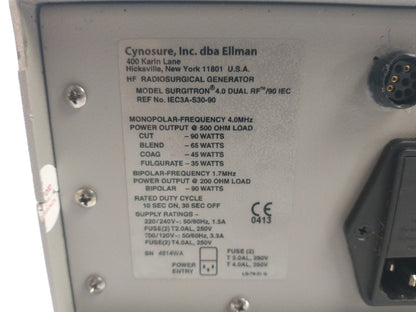 Cynosure, Inc. dba Ellman
400 Karin Lane
Hicksville, New York 11801 U.S.A.
HF RADIOSURGICAL GENERATOR
MODEL SURGITRON® 4.0 DUAL RF™/90 IEC
REF No. IEC3A-S30-90
MONOPOLAR-FREQUENCY 4.0MHz
POWER OUTPUT @ 500 OHM LOAD
CUT – 90 WATTS
BLEND – 65 WATTS
COAG – 45 WATTS
FULGURATE – 35 WATTS
BIPOLAR-FREQUENCY 1.7MHz
POWER OUTPUT @ 200 OHM LOAD
BIPOLAR – 90 WATTS
RATED DUTY CYCLE
10 SEC ON, 30 SEC OFF
CE
0413
SUPPLY RATINGS –
220/240V~: 50/60Hz, 1.5A
FUSE(2) T2.0AL, 250V
100/120V~: 50/60Hz, 3.3A
FUSE(2) T4.0AL, 250V
SN 4814WA
POWER
ENTRY
FUSE (2)
T 2.0AL, 250V
T 4.0AL, 250V